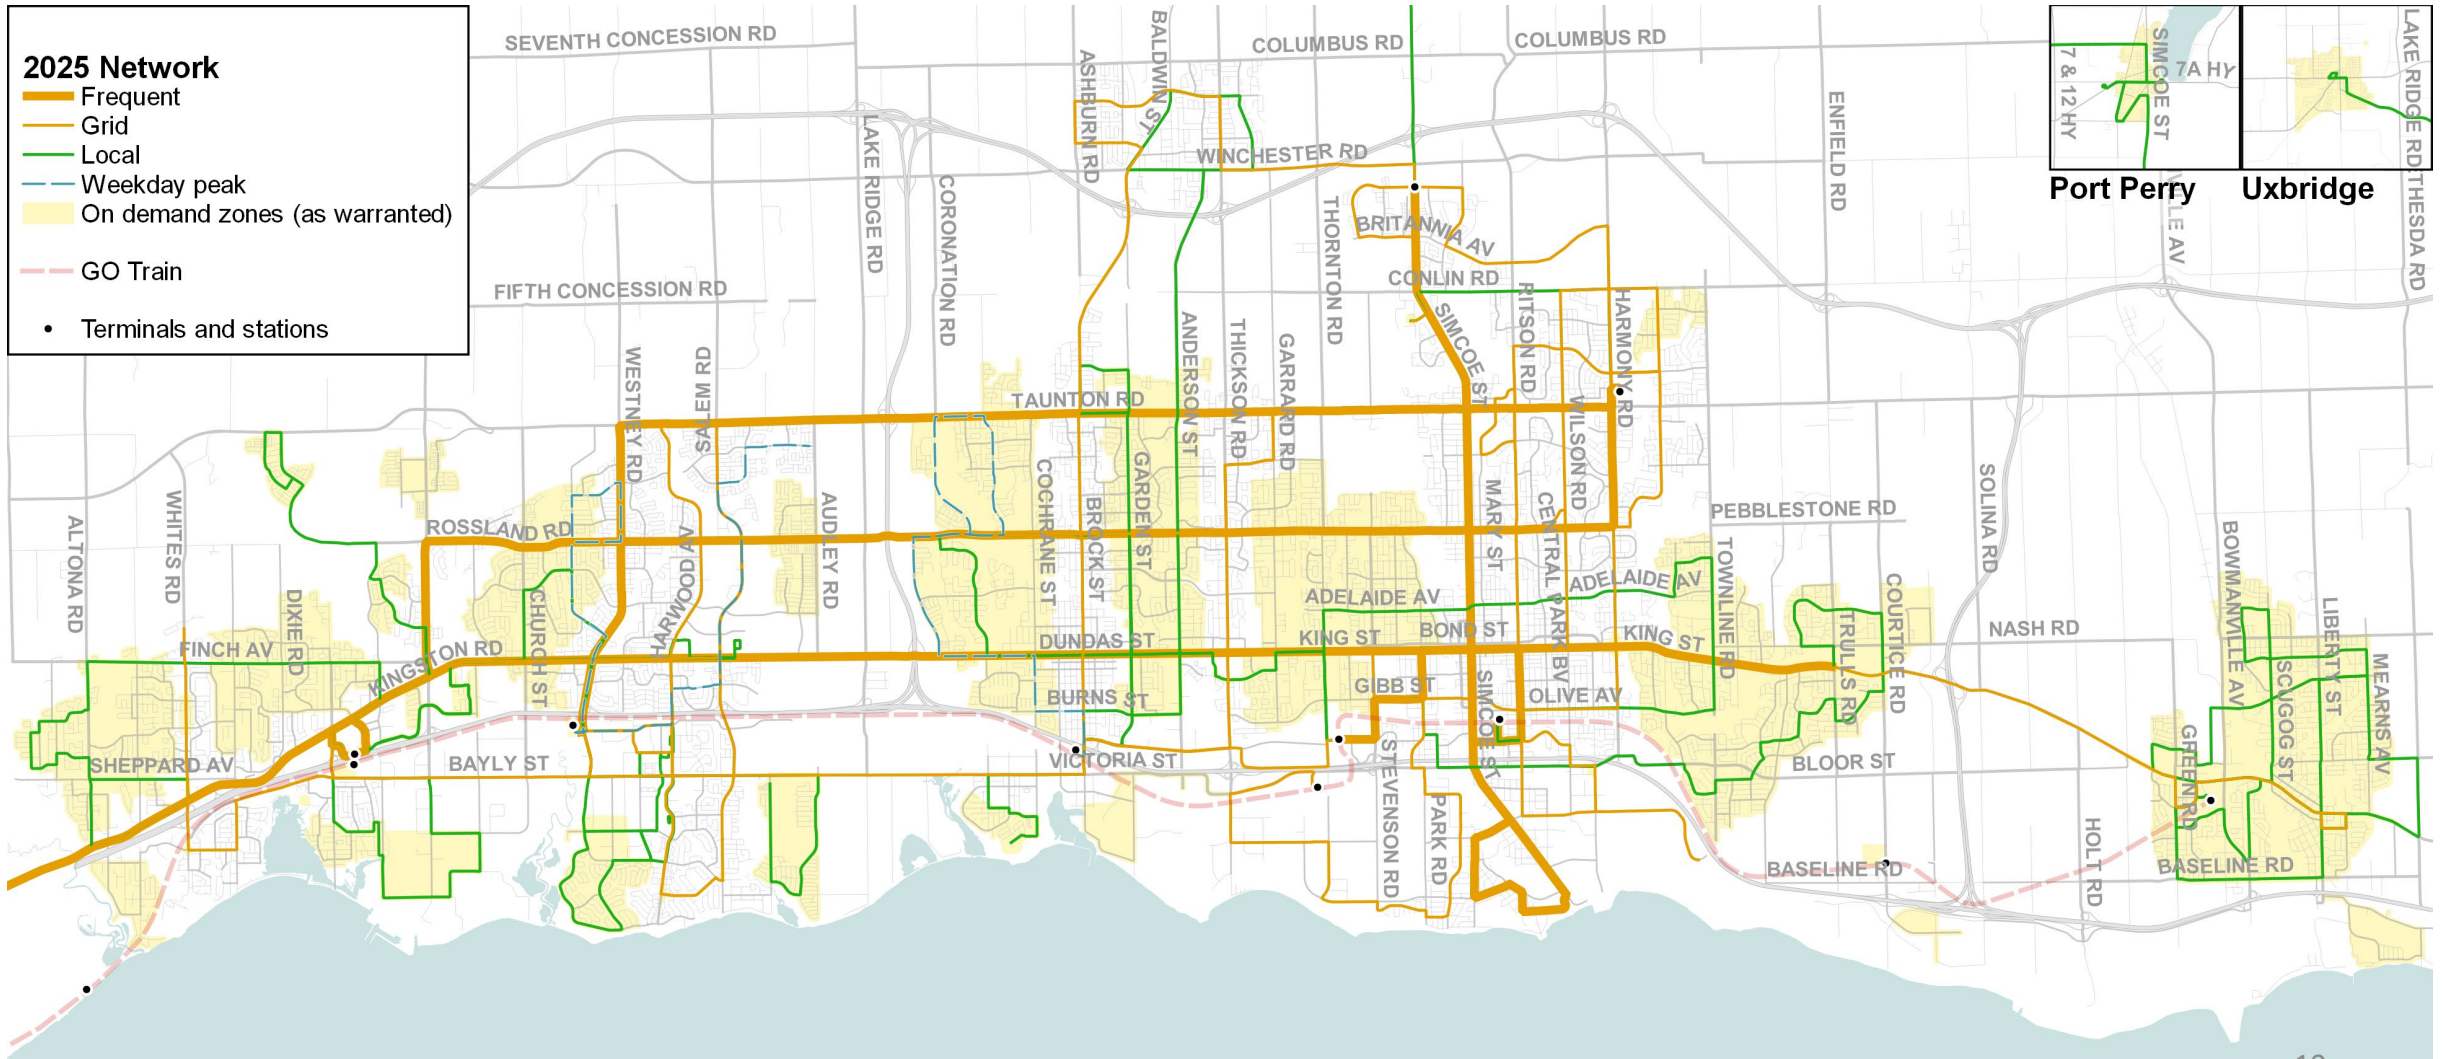 2025 Network
Frequent
Grid
Local
Weekday peak
On demand zones (as warranted)
GO Train
Terminals and stations
SEVENTH CONCESSION RD
COLUMBUS RD
COLUMBUS RD
BALDWIN ST
ASHBURN RD
LAKE RIDGE RD
CORONATION RD
WINCHESTER RD
THORNTON RD
BRITANNIA AV
CONLIN RD
ENFIELD RD
7 & 12 HY
SIMCOE ST
7A HY
LAKE RIDGE RD
Port Perry
Uxbridge
VILLE AV
THESDA RD
FIFTH CONCESSION RD
WESTNEY RD
SALEM RD
TAUNTON RD
ANDERSON ST
THICKSON RD
GARRARD RD
SIMCOE ST
RITSON RD
HARMONY RD
WILSON RD
ALTONA RD
WHITES RD
DIXIE RD
ROSSLAND RD
CHURCH ST
HARWOOD AV
AUDLEY RD
COCHRANE ST
BROCK ST
GARDEN ST
MARY ST
CENTRAL PARK BV
PEBBLESTONE RD
SOLINA RD
ADELAIDE AV
ADELAIDE AV
TOWNLINE RD
TRULLS RD
COURTICE RD
NASH RD
BOWMANVILLE AV
SCUGOG ST
LIBERTY ST
MEARNS AV
FINCH AV
KINGSTON RD
DUNDAS ST
KING ST
BOND ST
KING ST
GIBB ST
OLIVE AV
BURNS ST
SIMCOE ST
SHEPPARD AV
BAYLY ST
VICTORIA ST
STEVENSON RD
PARK RD
BLOOR ST
GREEN RD
HOLT RD
BASELINE RD
BASELINE RD